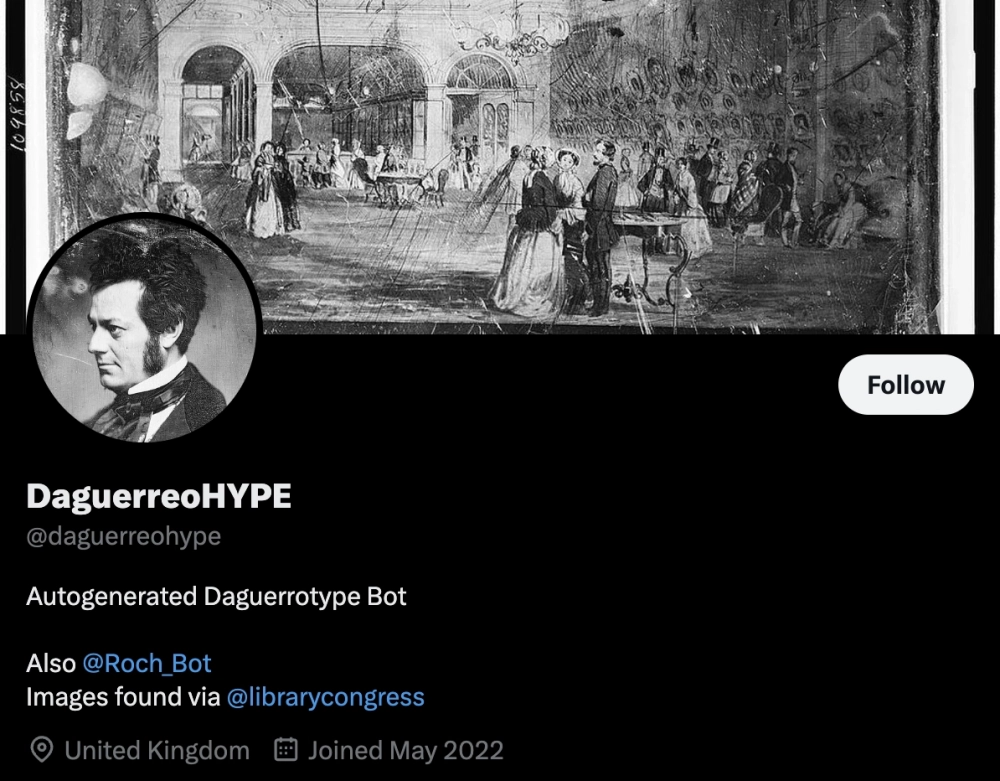 109858
Follow
DaguerreoHYPE
@daguerreohype
Autogenerated Daguerrotype Bot
Also @Roch_Bot
Images found via @librarycongress
United Kingdom Joined May 2022